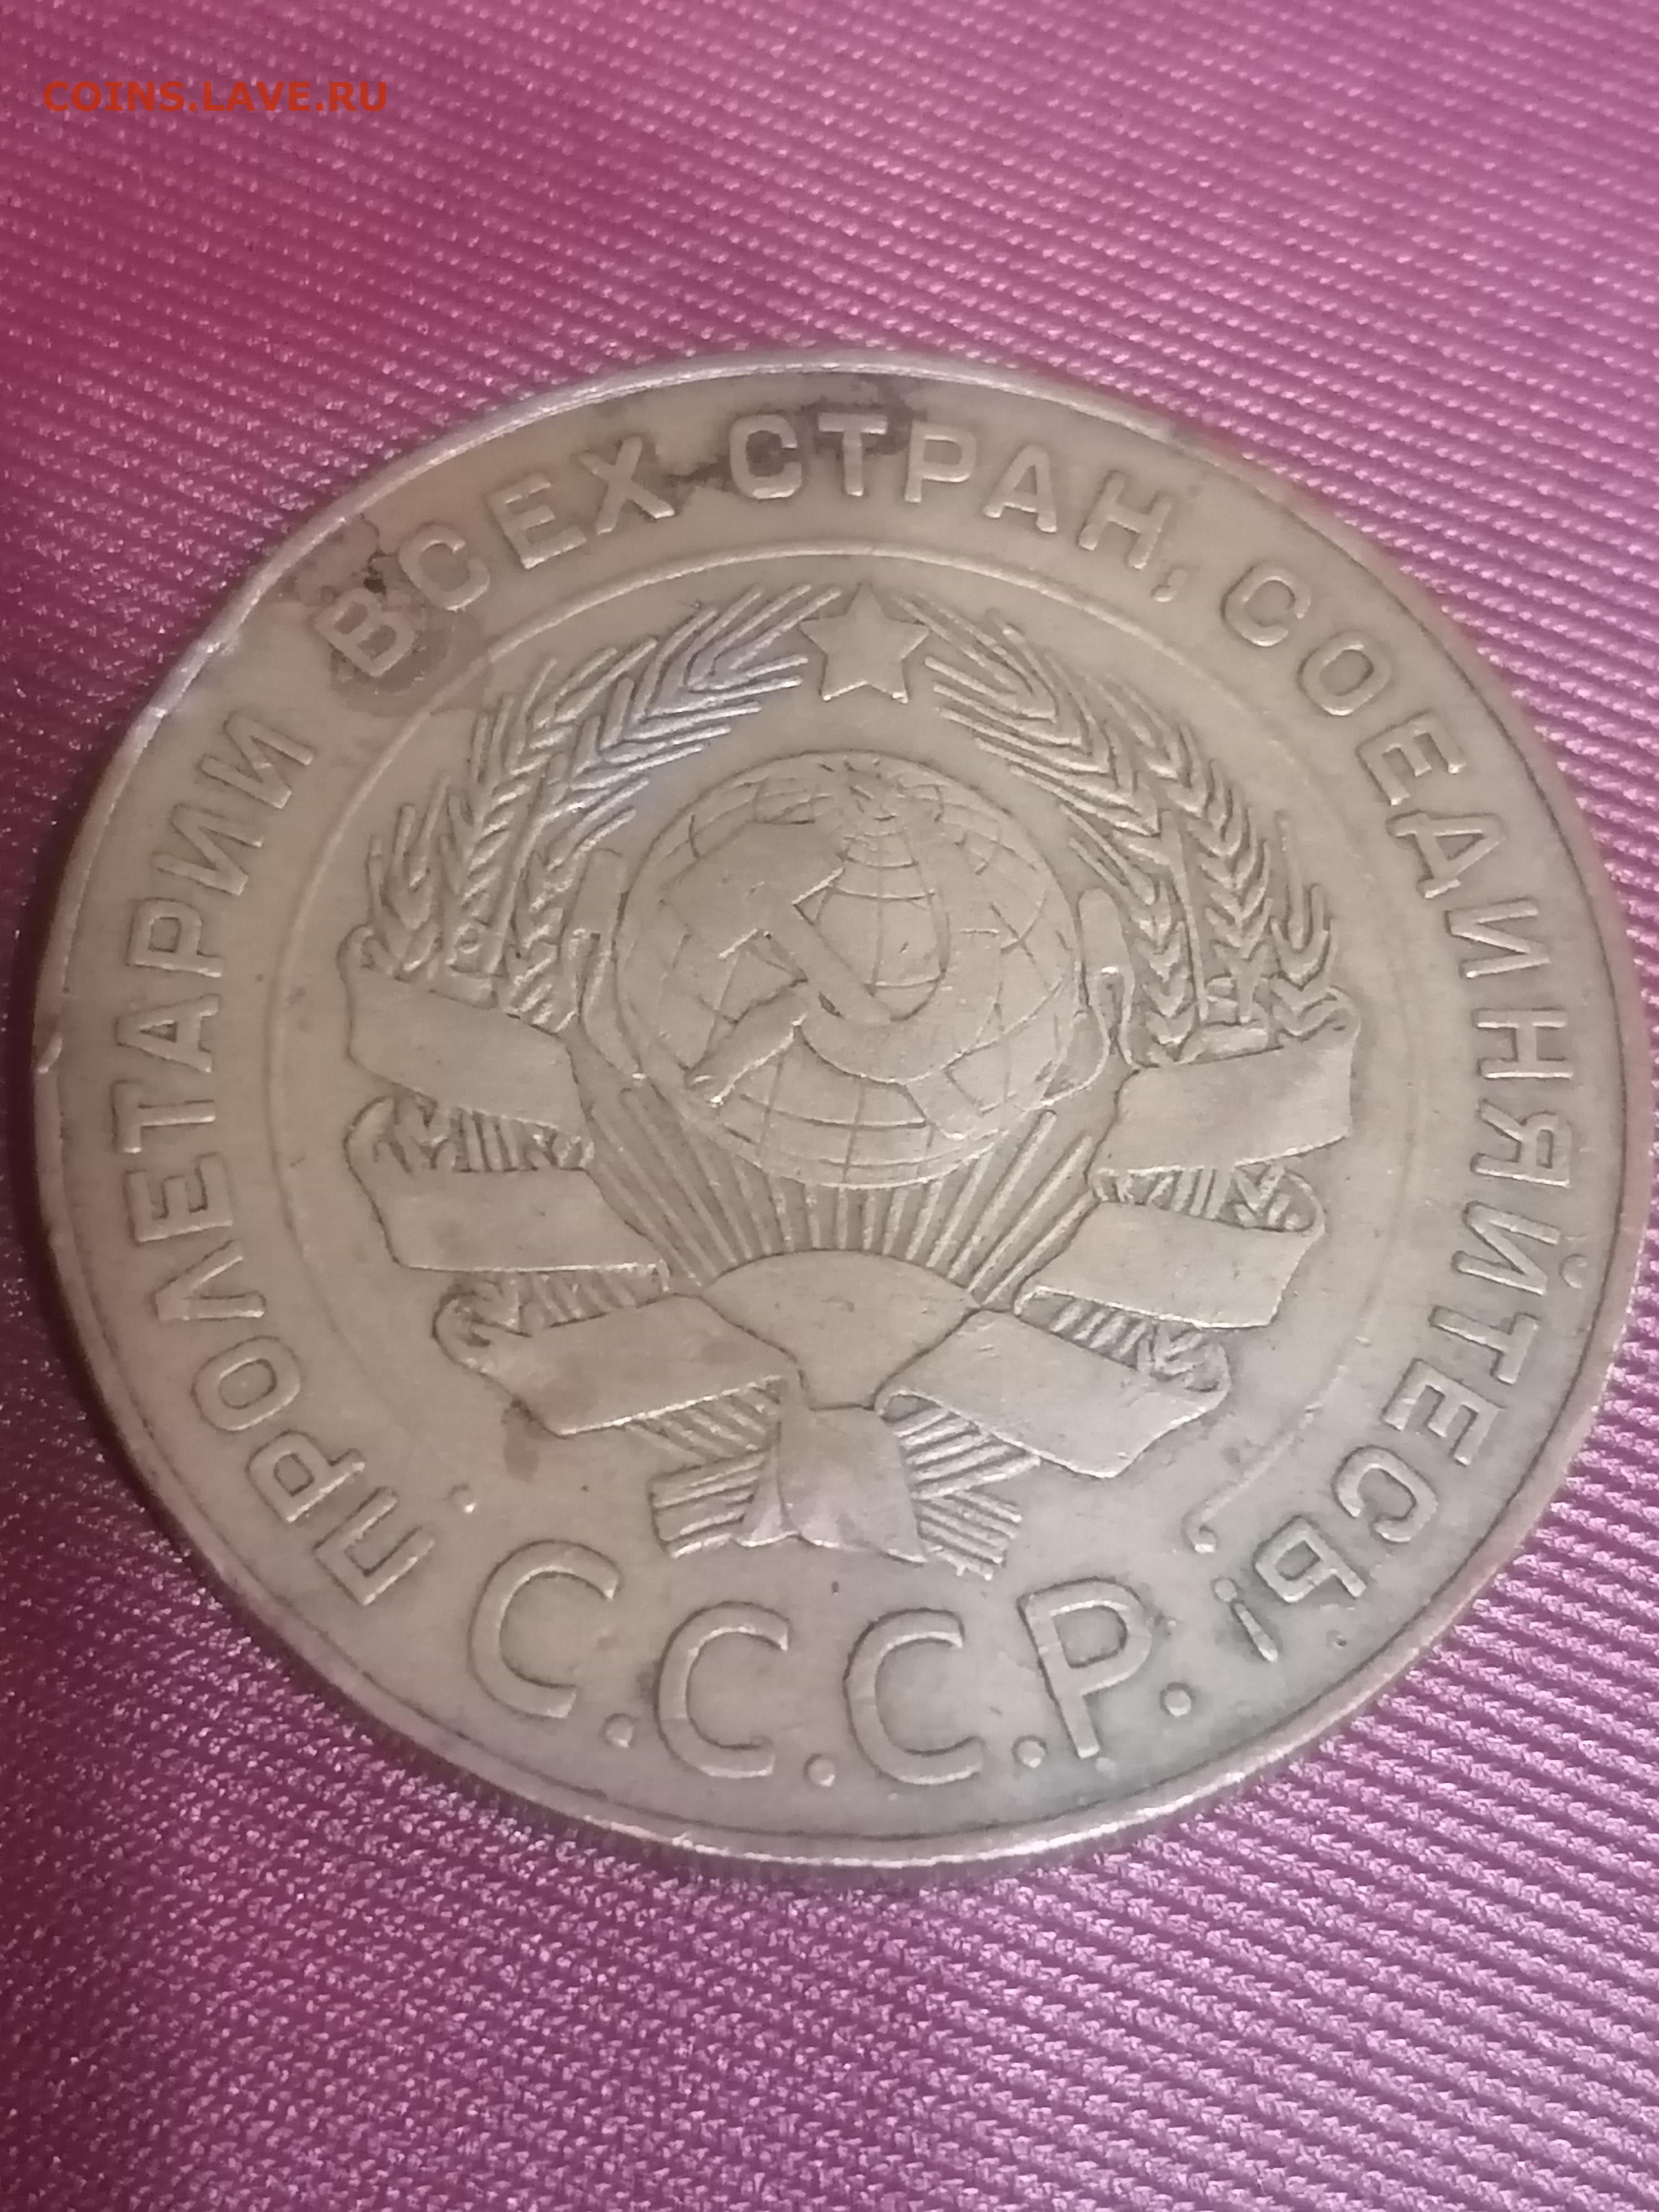 COINS.LAVE.RU
ПРОЛЕТАРИИ ВСЕХ СТРАН, СОЕДИНЯЙТЕСЬ!
С.С.С.Р.